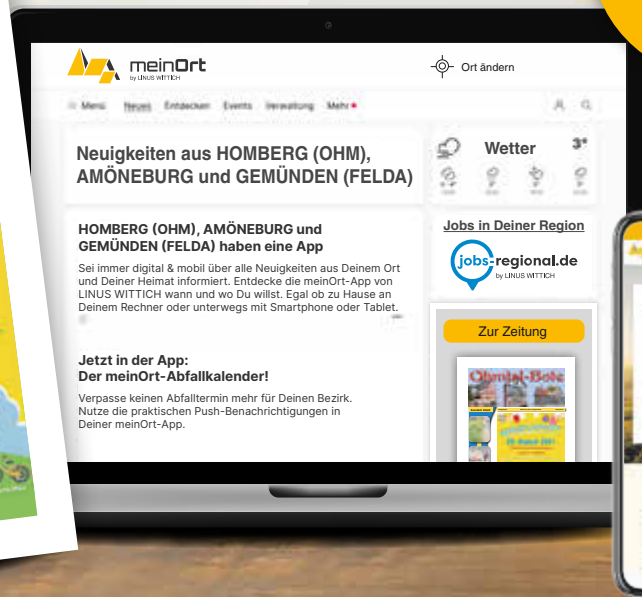 meinOrt
by LINUS WITTICH
Ort ändern
Menü Neues Entdecken Events Verwaltung Mehr
Neuigkeiten aus HOMBERG (OHM),
AMÖNEBURG und GEMÜNDEN (FELDA)
Wetter 3°
HOMBERG (OHM), AMÖNEBURG und
GEMÜNDEN (FELDA) haben eine App
Sei immer digital & mobil über alle Neuigkeiten aus Deinem Ort
und Deiner Heimat informiert. Entdecke die meinOrt-App von
LINUS WITTICH wann und wo Du willst. Egal ob zu Hause an
Deinem Rechner oder unterwegs mit Smartphone oder Tablet.
Jetzt in der App:
Der meinOrt-Abfallkalender!
Verpasse keinen Abfalltermin mehr für Deinen Bezirk.
Nutze die praktischen Push-Benachrichtigungen in
Deiner meinOrt-App.
Jobs in Deiner Region
jobs-regional.de
by LINUS WITTICH
Zur Zeitung
Ohmtal-Bote